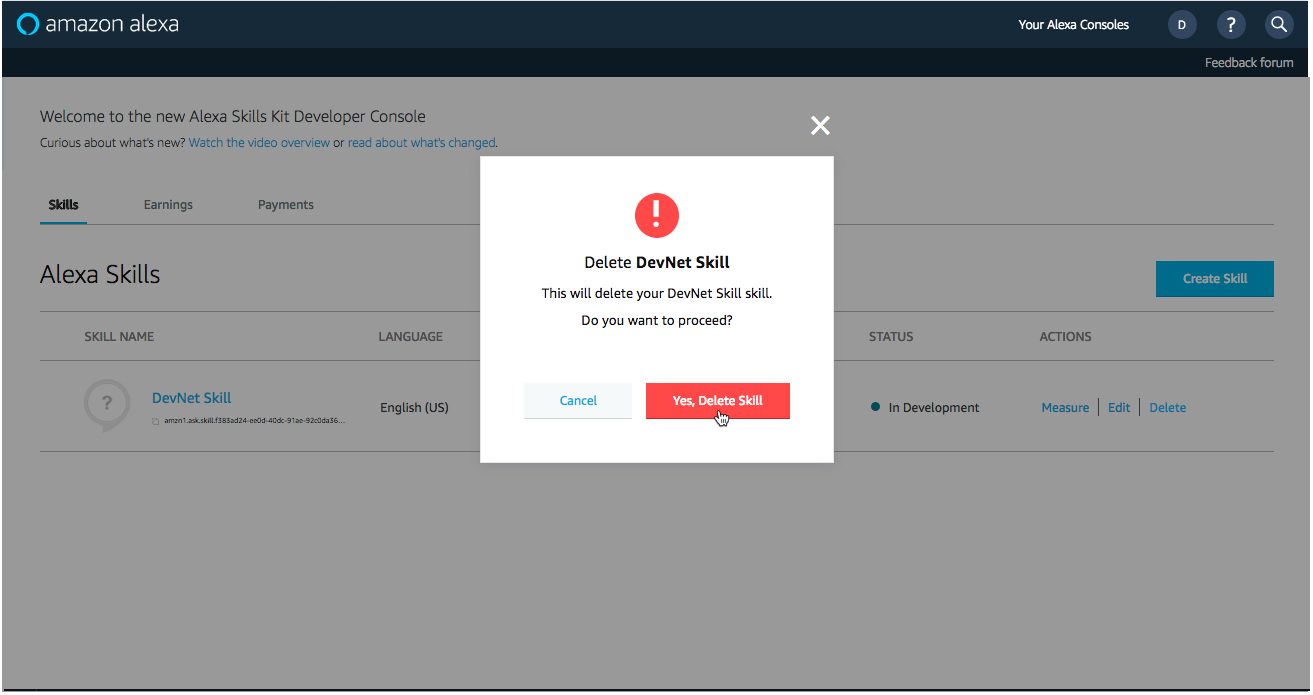 amazon alexa
Your Alexa Consoles
D
?
Feedback forum
Welcome to the new Alexa Skills Kit Developer Console
Curious about what's new? Watch the video overview or read about what's changed.
Skills Earnings Payments
Alexa Skills
Create Skill
SKILL NAME LANGUAGE STATUS ACTIONS
?
DevNet Skill
amzn1.ask.skill.f383ad24-ee0d-40dc-91ae-92c0da36...
English (US)
In Development
Measure Edit Delete
!
Delete DevNet Skill
This will delete your DevNet Skill skill.
Do you want to proceed?
Cancel
Yes, Delete Skill